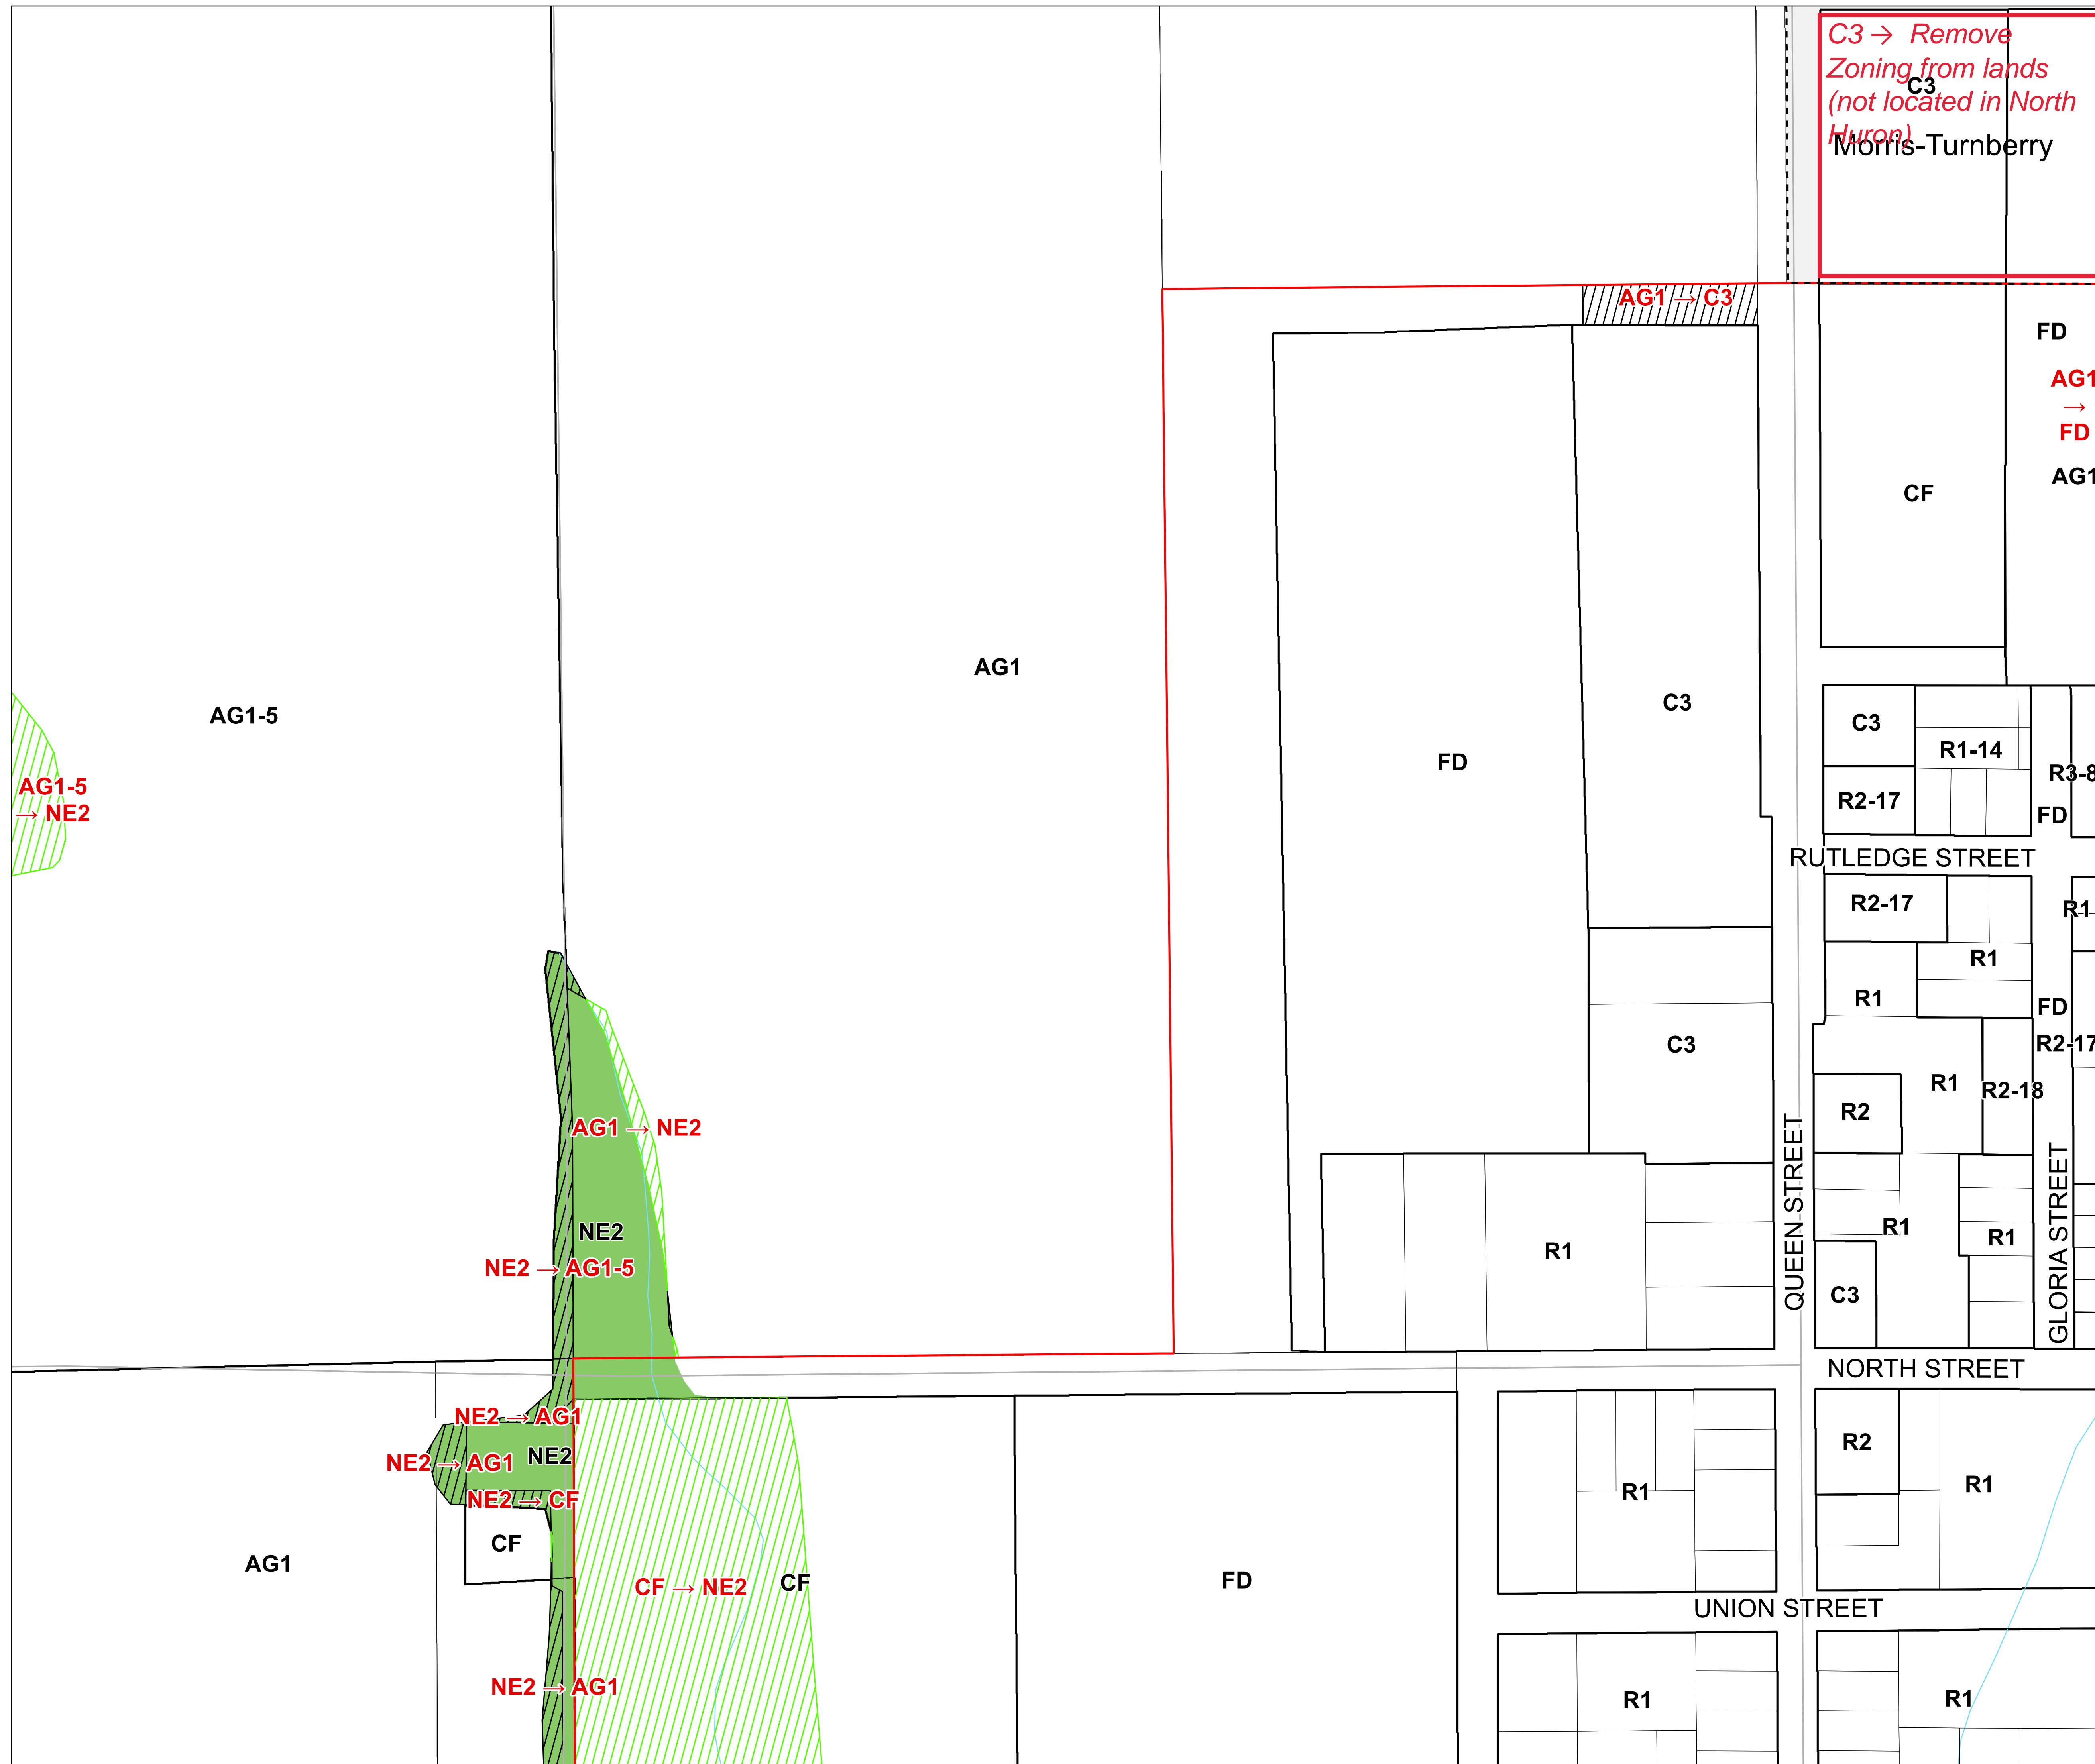 C3 → Remove
Zoning from lands
(not located in North
Huron)
C3
Morris-Turnberry
AG1 → C3
FD
AG1
→
FD
AG1
CF
AG1
AG1-5
C3
FD
C3
R1-14
R3-8
AG1-5
→ NE2
R2-17
FD
RUTLEDGE STREET
R2-17
R1
R1
R1
FD
C3
R2-17
R1
R2-18
R2
AG1 → NE2
QUEEN STREET
GLORIA STREET
NE2
R1
R1
R1
NE2 → AG1-5
C3
NORTH STREET
NE2 → AG1
R2
NE2
NE2 → AG1
R1
R1
NE2 → CF
CF
AG1
CF → NE2
CF
FD
UNION STREET
NE2 → AG1
R1
R1